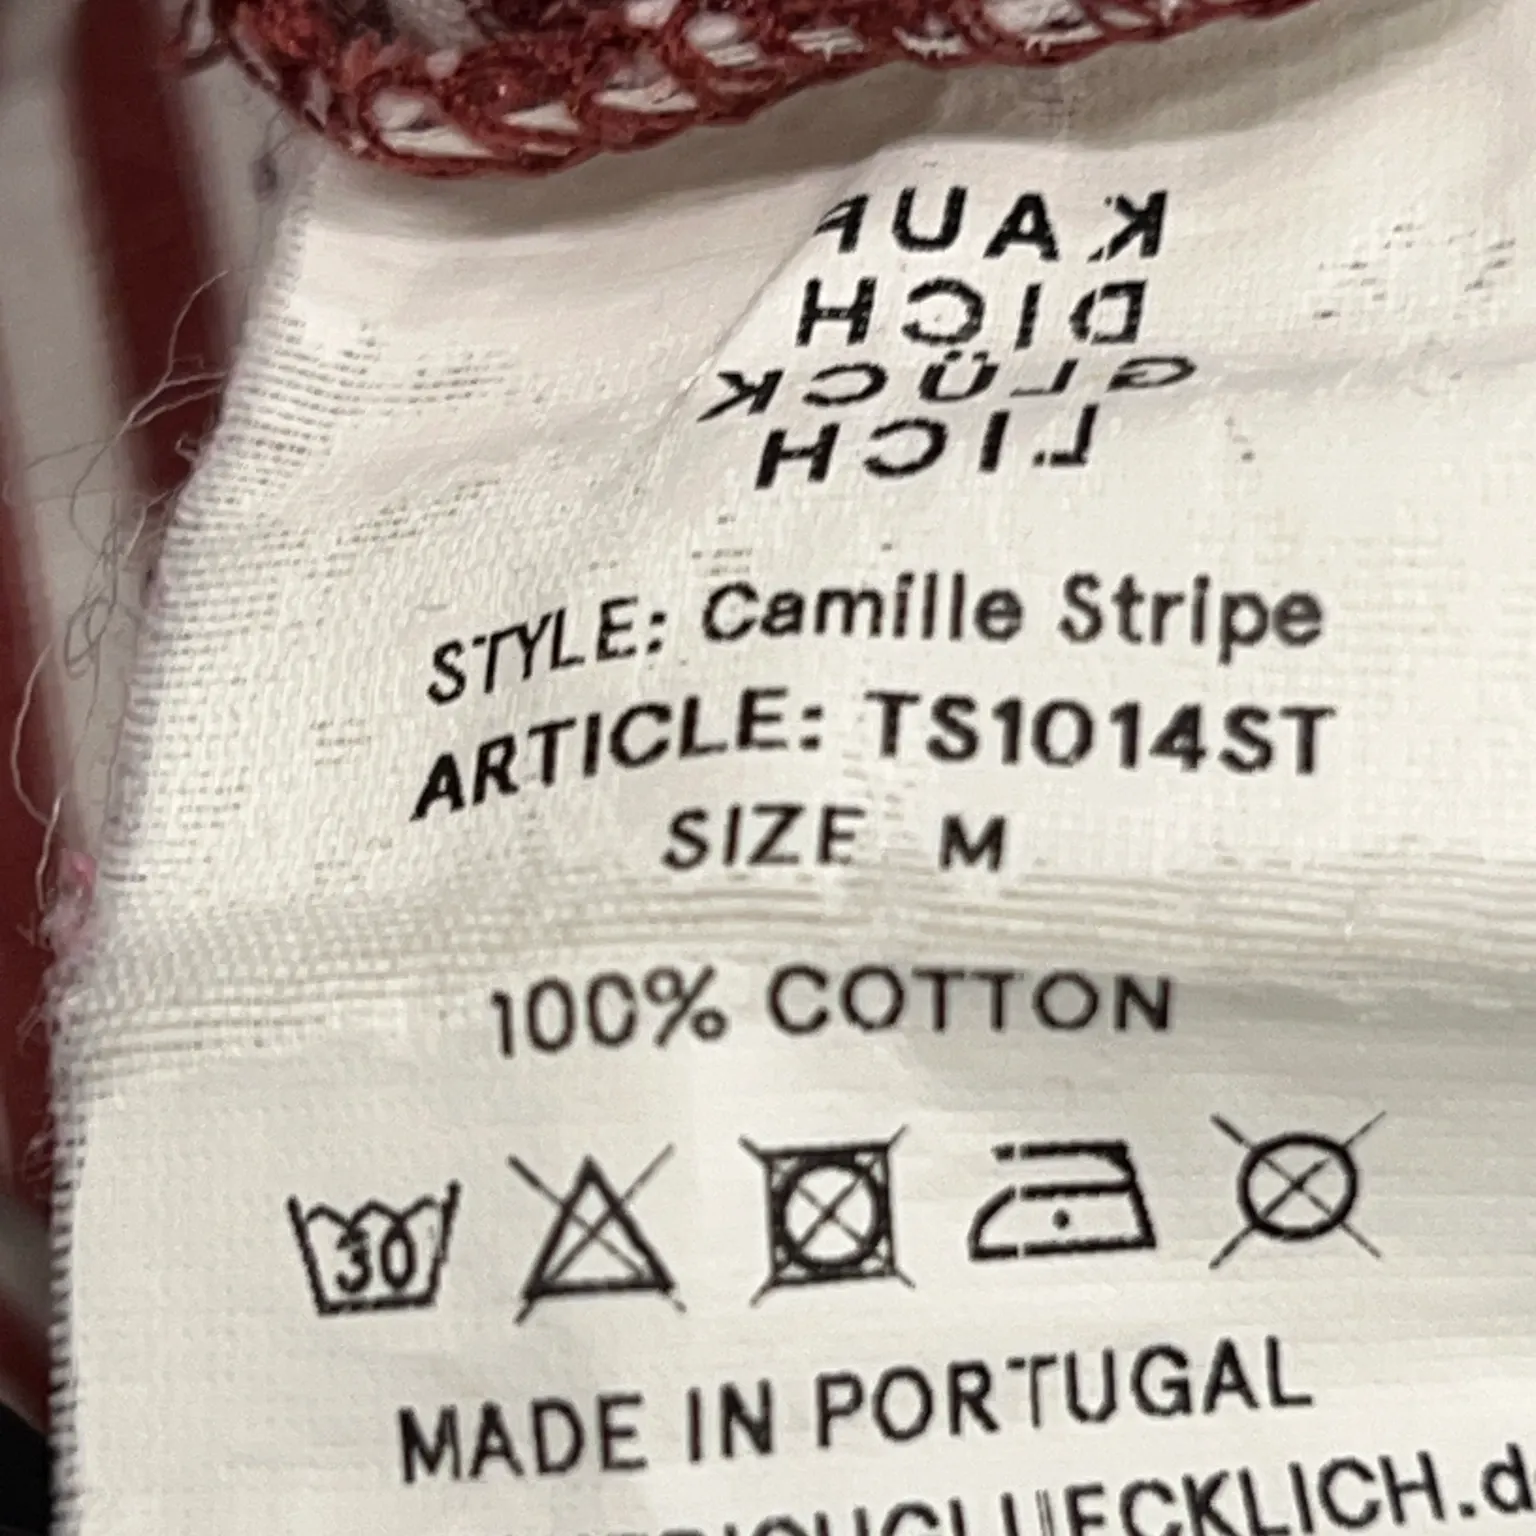 KAUF
DICH
GLÜCK
LICH
STYLE: Camille Stripe
ARTICLE: TS1014ST
SIZE M
100% COTTON
30
MADE IN PORTUGAL